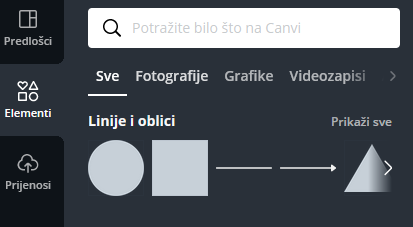 Predlošci
Elementi
Prijenosi
Potražite bilo što na Canvi
Sve Fotografije Grafike Videozapisi
Linije i oblici Prikaži sve